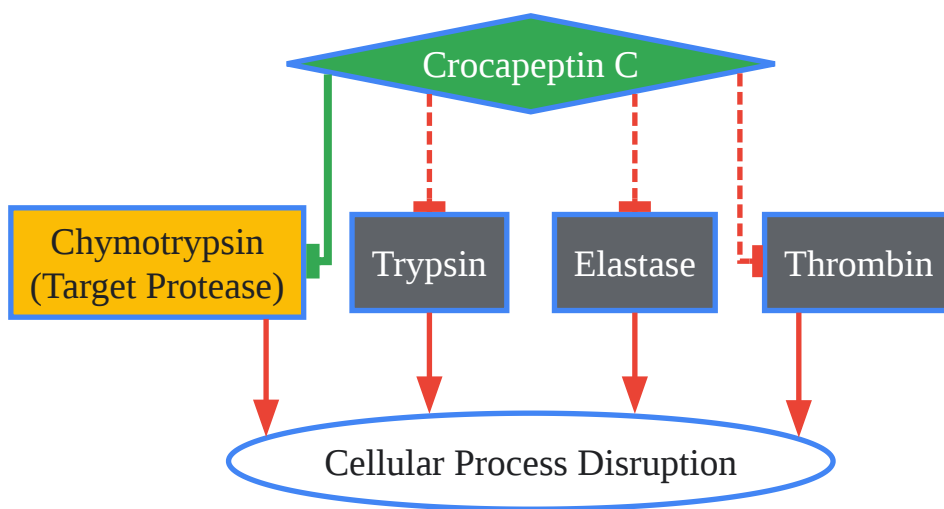 Crocapeptin C
Chymotrypsin
(Target Protease)
Trypsin
Elastase
Thrombin
Cellular Process Disruption